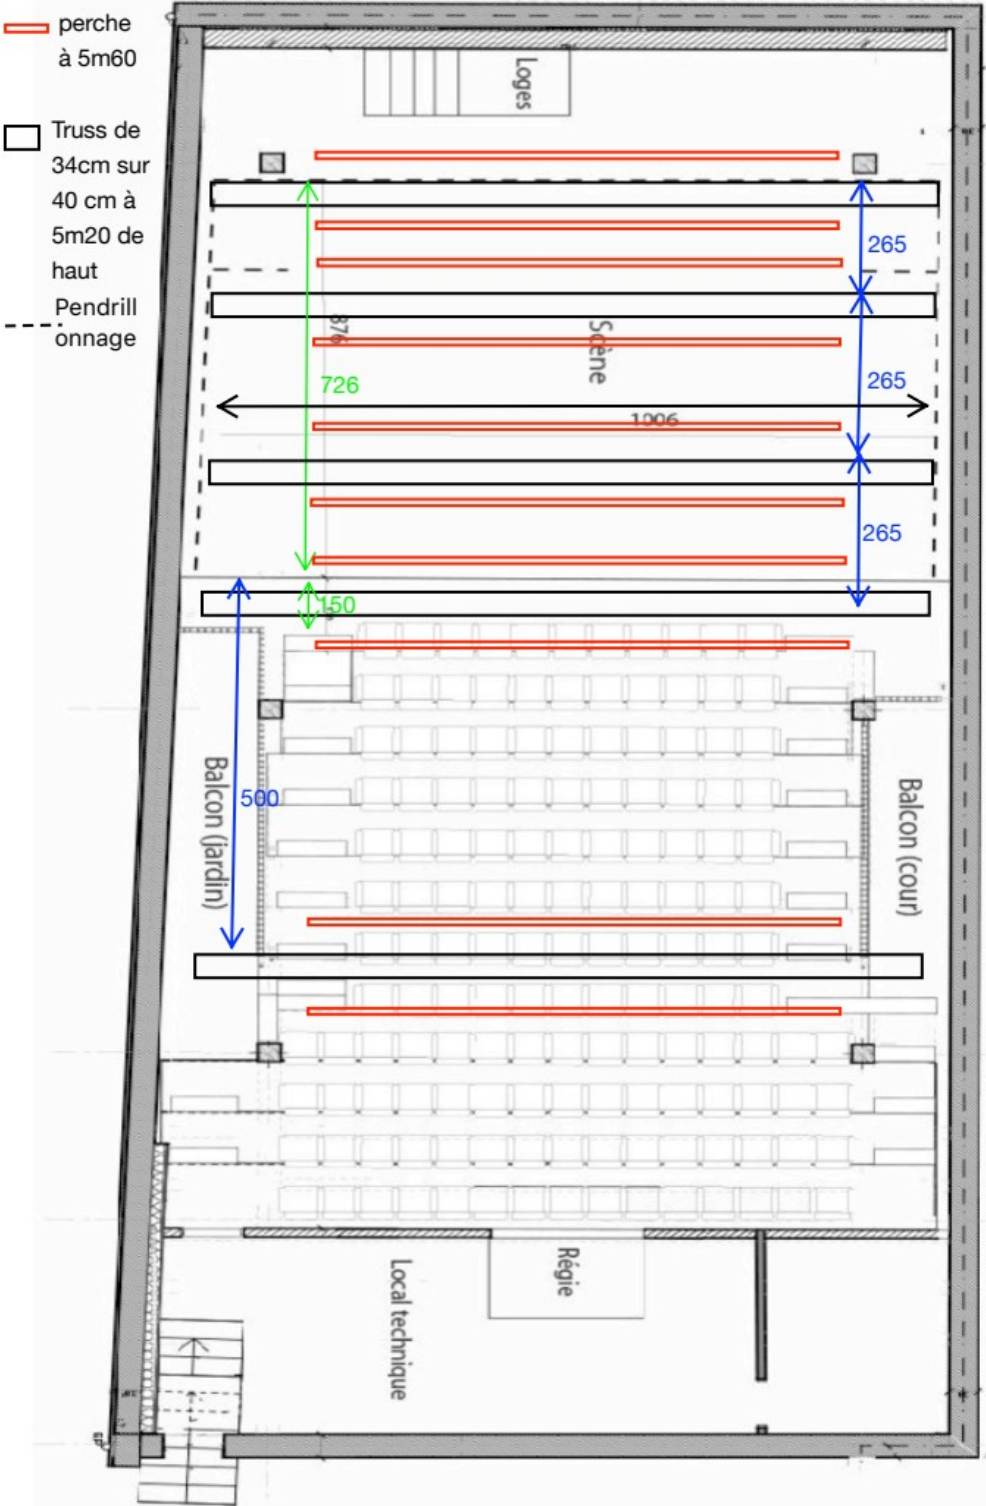 perche
à 5m60
Truss de
34cm sur
40 cm à
5m20 de
haut
Pendrill
onnage
Loges
265
876
Scène
726
265
1006
265
150
Balcon (jardin)
500
Balcon (cour)
Régie
Local technique